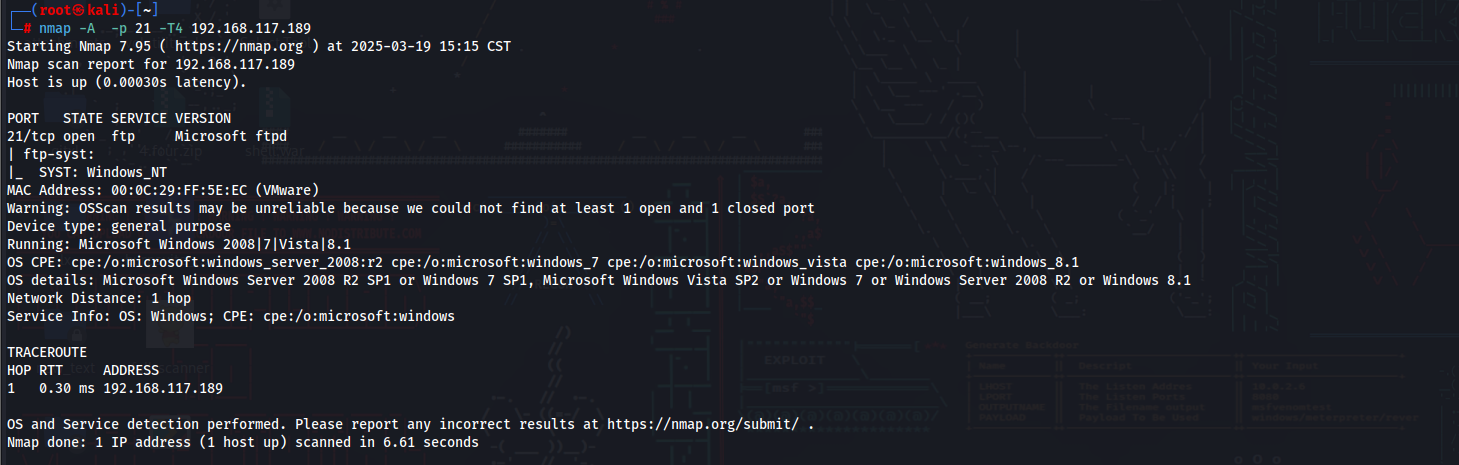 ┌──(root㉿kali)-[~]
└─# nmap -A  -p 21 -T4 192.168.117.189
Starting Nmap 7.95 ( https://nmap.org ) at 2025-03-19 15:15 CST
Nmap scan report for 192.168.117.189
Host is up (0.00030s latency).

PORT   STATE SERVICE VERSION
21/tcp open  ftp     Microsoft ftpd
| ftp-syst:
|_  SYST: Windows_NT
MAC Address: 00:0C:29:FF:5E:EC (VMware)
Warning: OSScan results may be unreliable because we could not find at least 1 open and 1 closed port
Device type: general purpose
Running: Microsoft Windows 2008|7|Vista|8.1
OS CPE: cpe:/o:microsoft:windows_server_2008:r2 cpe:/o:microsoft:windows_7 cpe:/o:microsoft:windows_vista cpe:/o:microsoft:windows_8.1
OS details: Microsoft Windows Server 2008 R2 SP1 or Windows 7 SP1, Microsoft Windows Vista SP2 or Windows 7 or Windows Server 2008 R2 or Windows 8.1
Network Distance: 1 hop
Service Info: OS: Windows; CPE: cpe:/o:microsoft:windows

TRACEROUTE
HOP RTT     ADDRESS
1   0.30 ms 192.168.117.189

OS and Service detection performed. Please report any incorrect results at https://nmap.org/submit/ .
Nmap done: 1 IP address (1 host up) scanned in 6.61 seconds
EXPLOIT